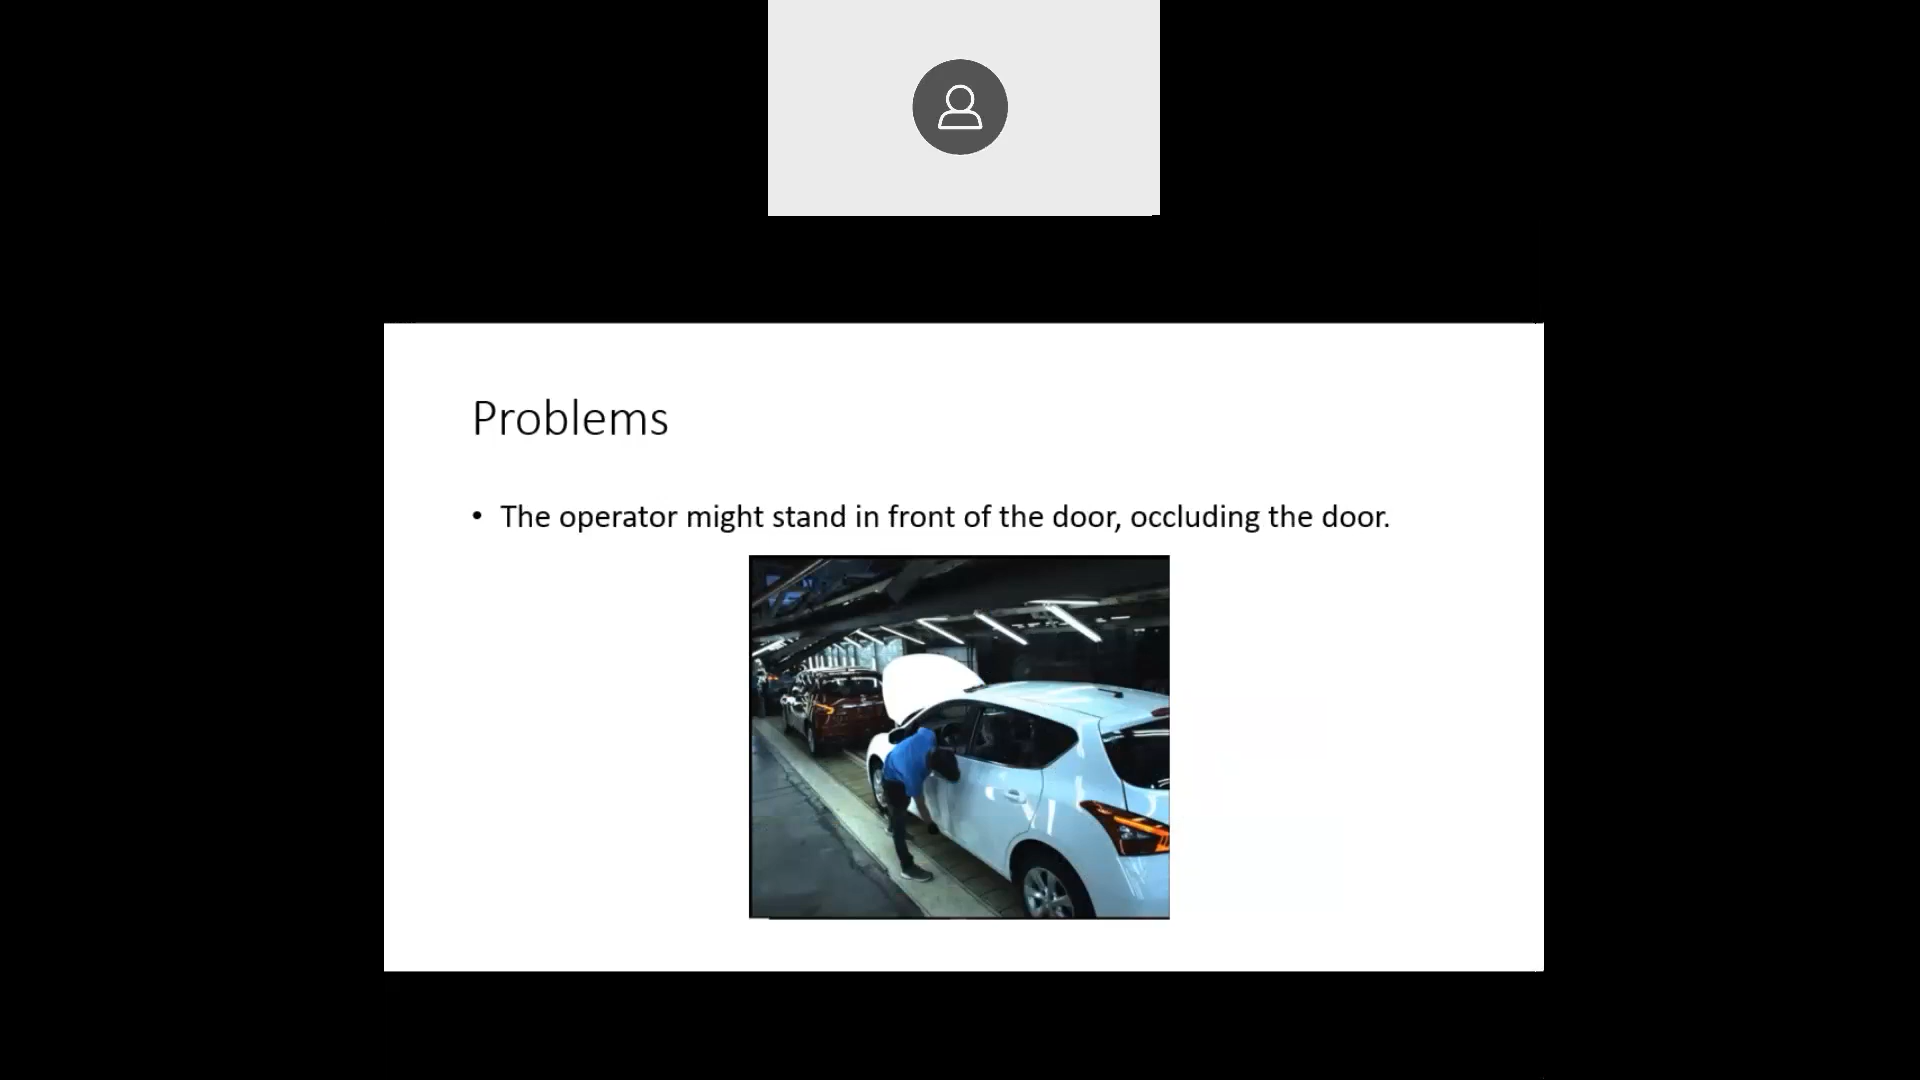 Problems
• The operator might stand in front of the door, occluding the door.